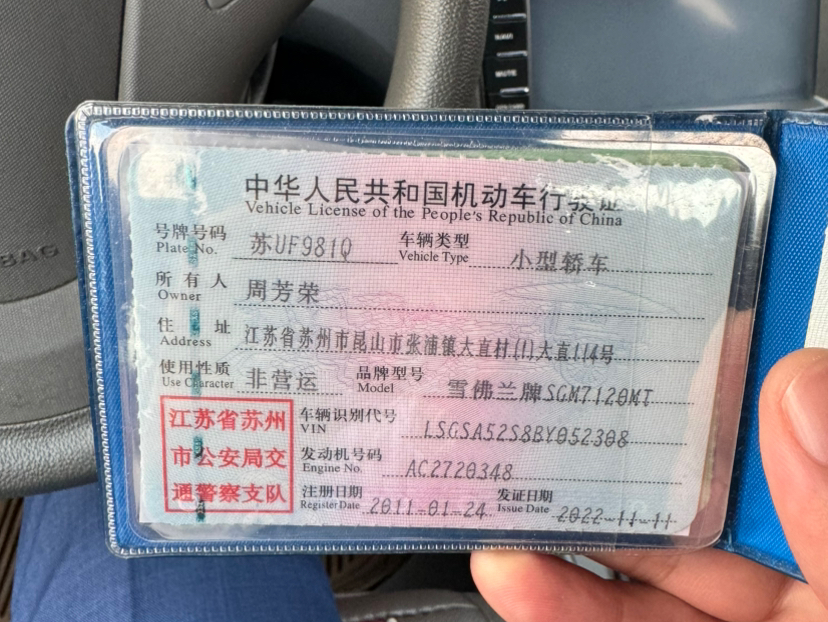 BAG
中华人民共和国机动车行驶证
Vehicle License of the People's Republic of China
号牌号码 苏UF981Q 车辆类型 小型轿车
Plate No. Vehicle Type
所有人 周芳荣
Owner
住址 江苏省苏州市昆山市张浦镇大直村(1)大直114号
Address
使用性质 非营运 品牌型号 雪佛兰牌SGM7120MT
Use Character Model
江苏省苏州 车辆识别代号 LSGSA52S8BY052308
VIN
市公安局交 发动机号码 AC2720348
Engine No.
通警察支队 注册日期 2011-01-24 发证日期 2022-11-11
Register Date Issue Date